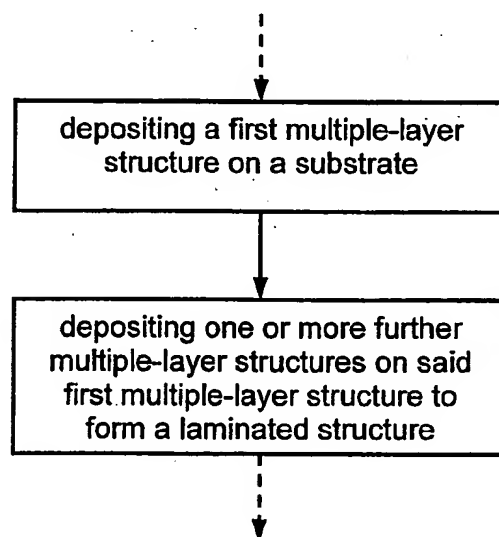 depositing a first multiple-layer
structure on a substrate
depositing one or more further
multiple-layer structures on said
first multiple-layer structure to
form a laminated structure